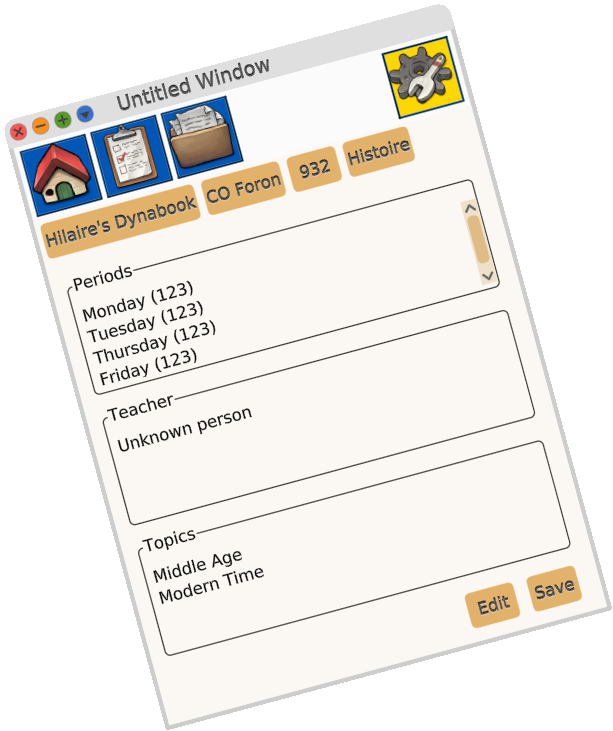 Untitled Window
Hilaire's Dynabook CO Foron 932 Histoire
Periods
Monday (123)
Tuesday (123)
Thursday (123)
Friday (123)
Teacher
Unknown person
Topics
Middle Age
Modern Time
Edit Save